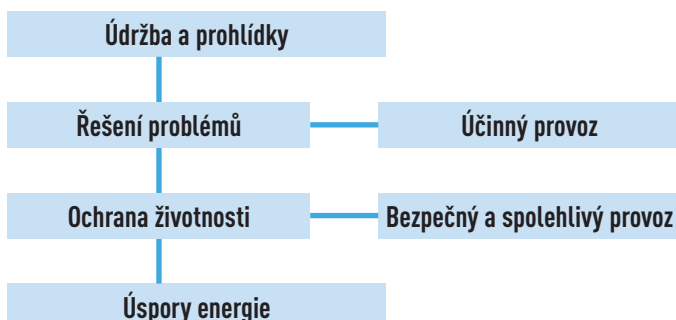 Údržba a prohlídky
Řešení problémů
Účinný provoz
Ochrana životnosti
Bezpečný a spolehlivý provoz
Úspory energie